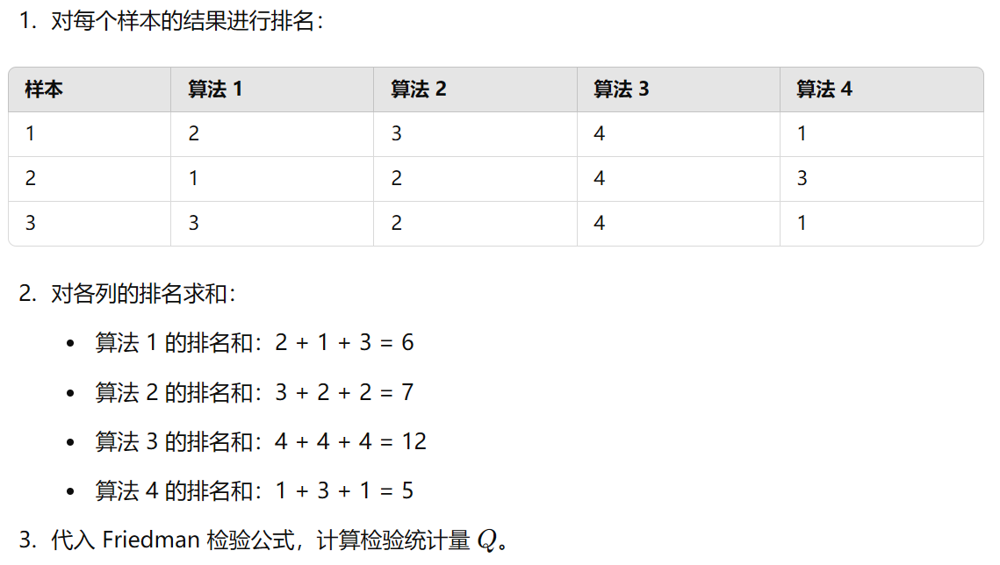 1. 对每个样本的结果进行排名：
样本 算法 1 算法 2 算法 3 算法 4
1 2 3 4 1
2 1 2 4 3
3 3 2 4 1
2. 对各列的排名求和：
• 算法 1 的排名和：2 + 1 + 3 = 6
• 算法 2 的排名和：3 + 2 + 2 = 7
• 算法 3 的排名和：4 + 4 + 4 = 12
• 算法 4 的排名和：1 + 3 + 1 = 5
3. 代入 Friedman 检验公式，计算检验统计量 Q。